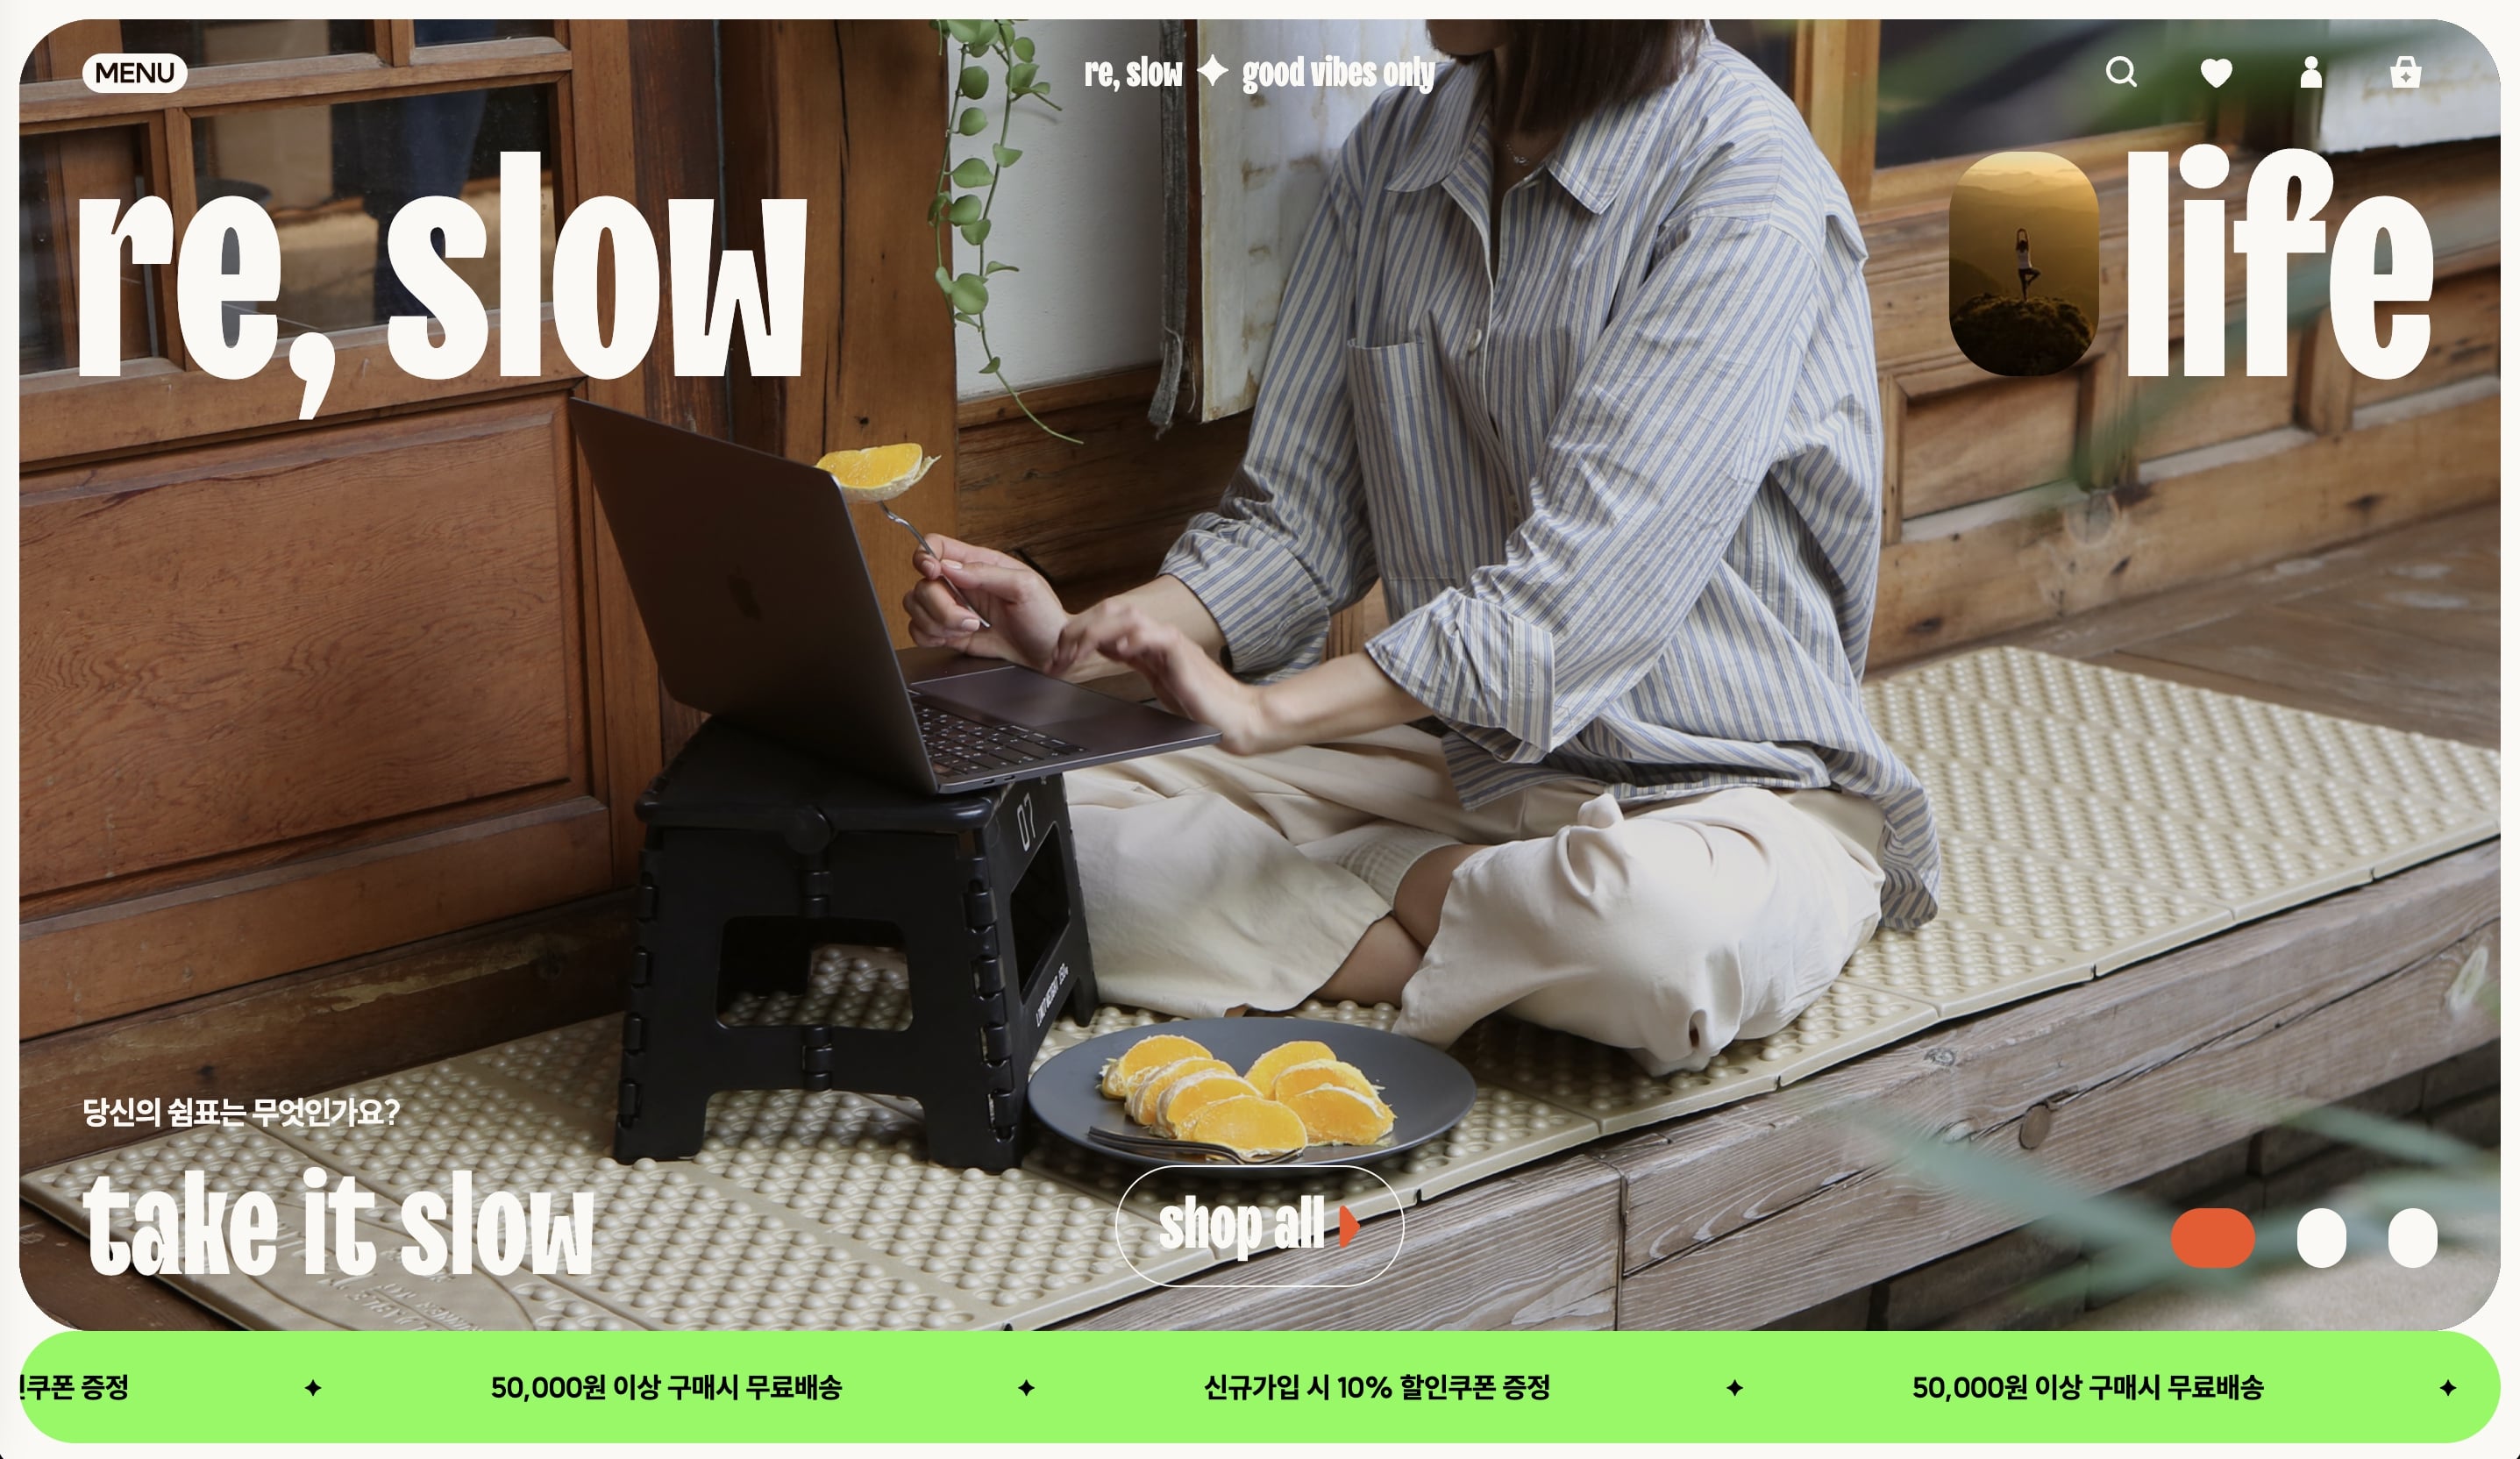 MENU
re, slow ✦ good vibes only
re, slow
life
07
당신의 쉼표는 무엇인가요?
take it slow
shop all
인쿠폰 증정 ✦ 50,000원 이상 구매시 무료배송 ✦ 신규가입 시 10% 할인쿠폰 증정 ✦ 50,000원 이상 구매시 무료배송 ✦